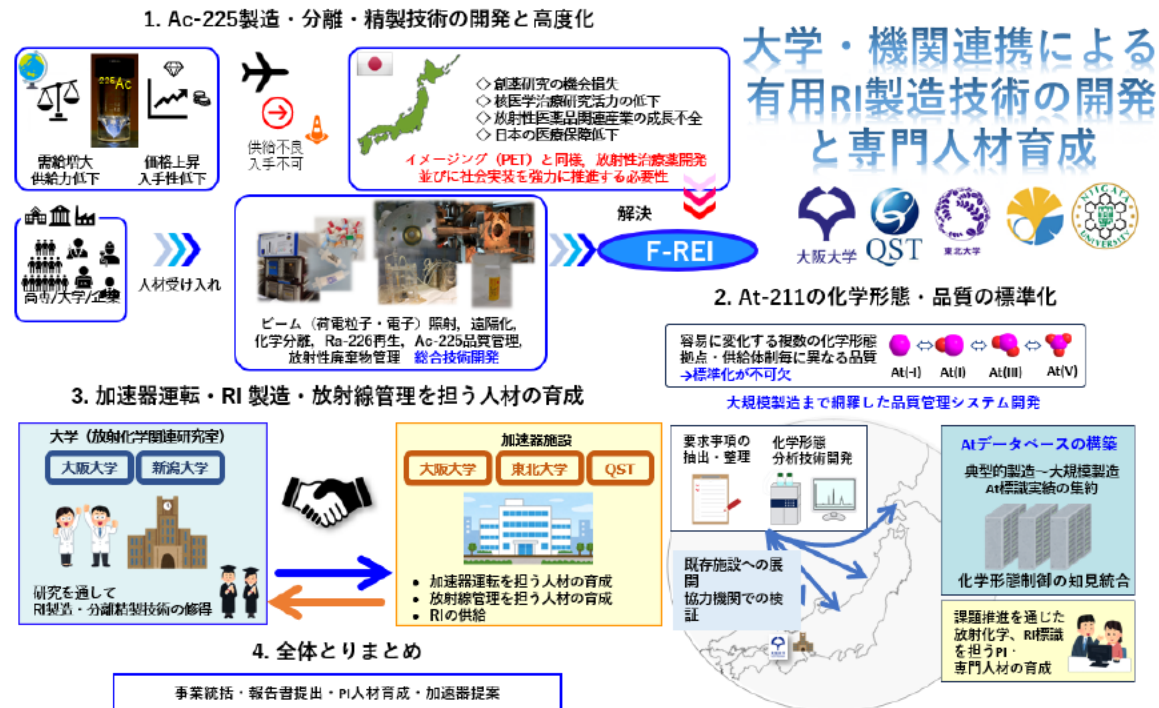 1. Ac-225製造・分離・精製技術の開発と高度化
大学・機関連携による
有用RI製造技術の開発
と専門人材育成
225Ac
需給増大
供給力低下
価格上昇
入手性低下
供給不良
入手不可
◇創薬研究の機会損失
◇核医学治療研究活力の低下
◇放射性医薬品関連産業の成長不全
◇日本の医療保障低下
イメージング（PET）と同様，放射性治療薬開発
並びに社会実装を強力に推進する必要性
高専/大学/企業
人材受け入れ
ビーム（荷電粒子・電子）照射，遠隔化，
化学分離，Ra-226再生，Ac-225品質管理，
放射性廃棄物管理　総合技術開発
解決
F-REI
大阪大学
QST
東北大学
NIIGATA
UNIVERSITY
2. At-211の化学形態・品質の標準化
容易に変化する複数の化学形態
拠点・供給体制毎に異なる品質
→標準化が不可欠
At(-I)
At(I)
At(III)
At(V)
大規模製造まで網羅した品質管理システム開発
要求事項の
抽出・整理
化学形態
分析技術開発
既存施設への展
開
協力機関での検
証
Atデータベースの構築
典型的製造～大規模製造
At標識実績の集約
化学形態制御の知見統合
課題推進を通じた
放射化学、RI標識
を担うPI・
専門人材の育成
3. 加速器運転・RI 製造・放射線管理を担う人材の育成
大学（放射化学関連研究室）
大阪大学
新潟大学
研究を通して
RI製造・分離精製技術の修得
加速器施設
大阪大学
東北大学
QST
• 加速器運転を担う人材の育成
• 放射線管理を担う人材の育成
• RIの供給
4. 全体とりまとめ
事業統括・報告書提出・PI人材育成・加速器提案